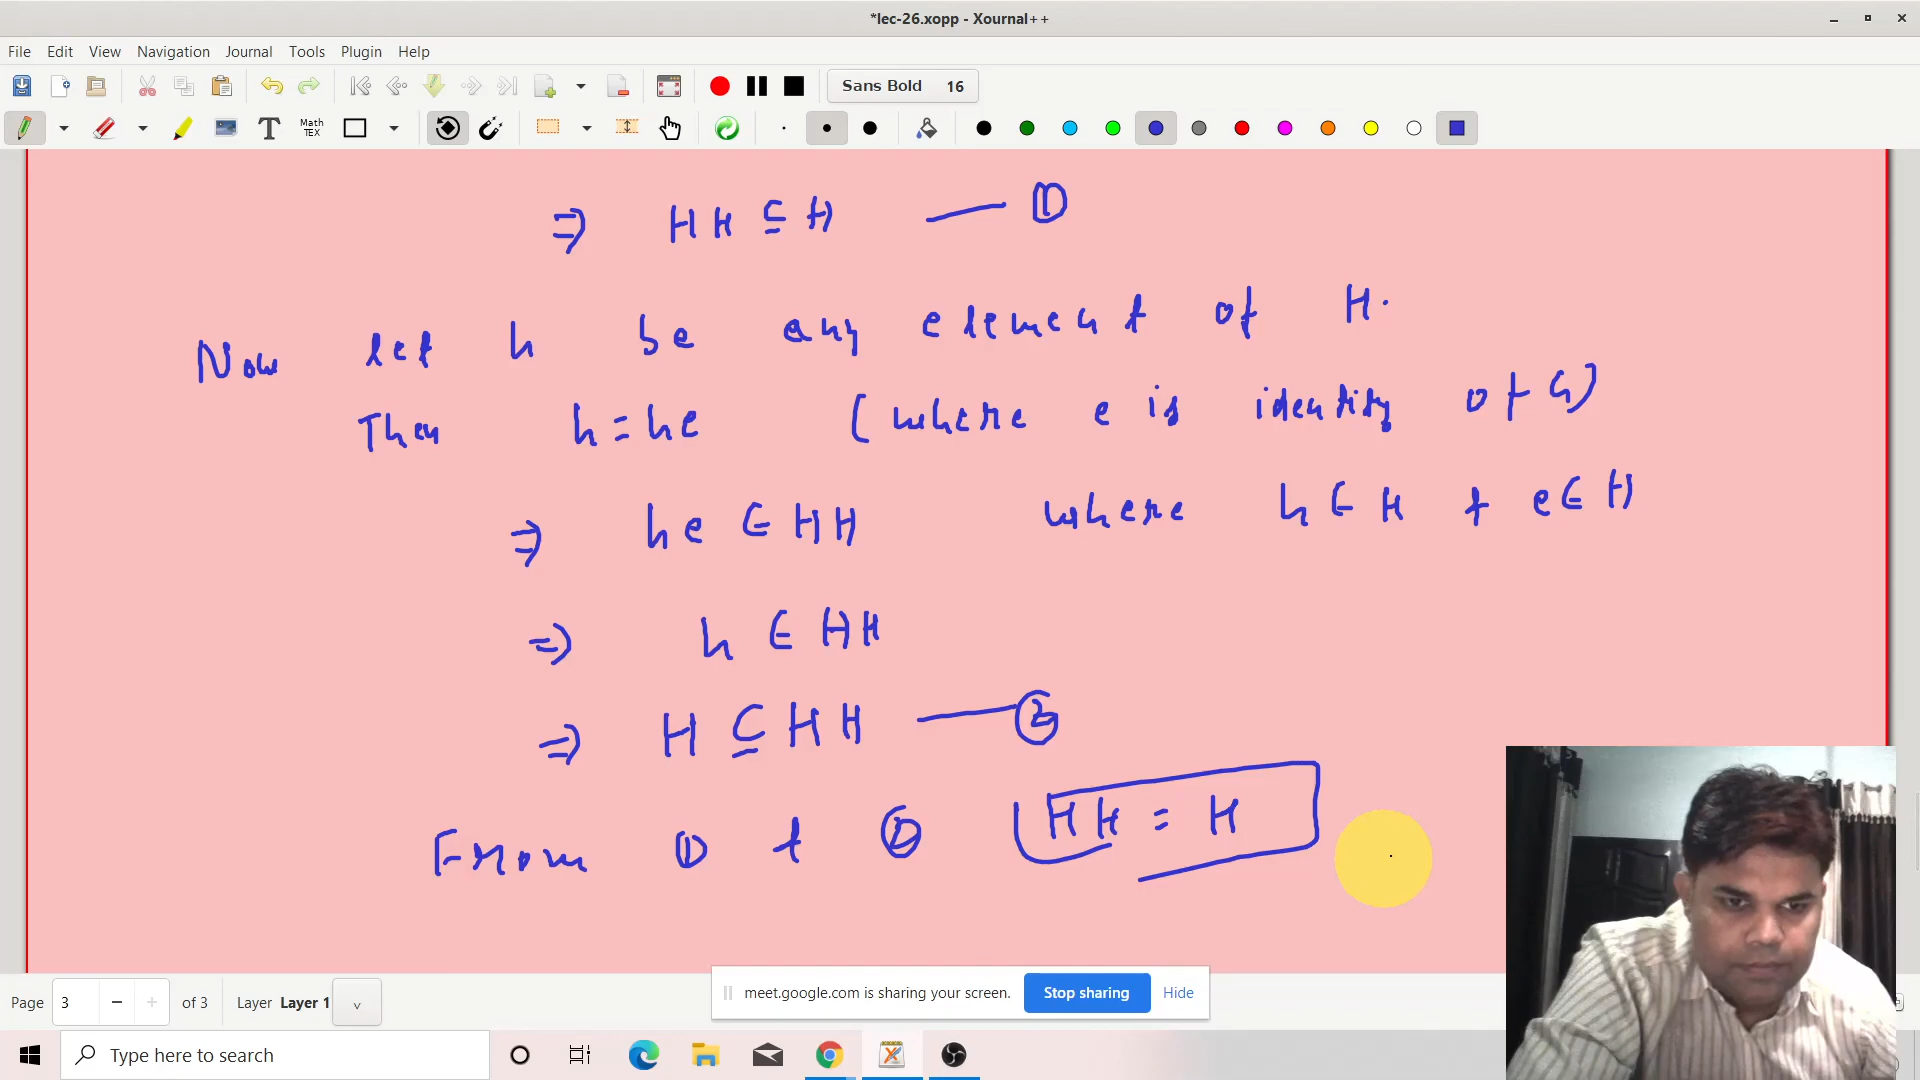 *lec-26.xopp - Xournal++
File Edit View Navigation Journal Tools Plugin Help
Sans Bold 16
Math TEX
⇒ HH ⊆ H — ①
Now let h be any element of H.
Then h = he (where e is identity of G)
⇒ he ∈ HH where h ∈ H & e ∈ H
⇒ h ∈ HH
⇒ H ⊆ HH — ②
From ① & ② HH = H
meet.google.com is sharing your screen. Stop sharing Hide
Page 3 of 3 Layer Layer 1
Type here to search